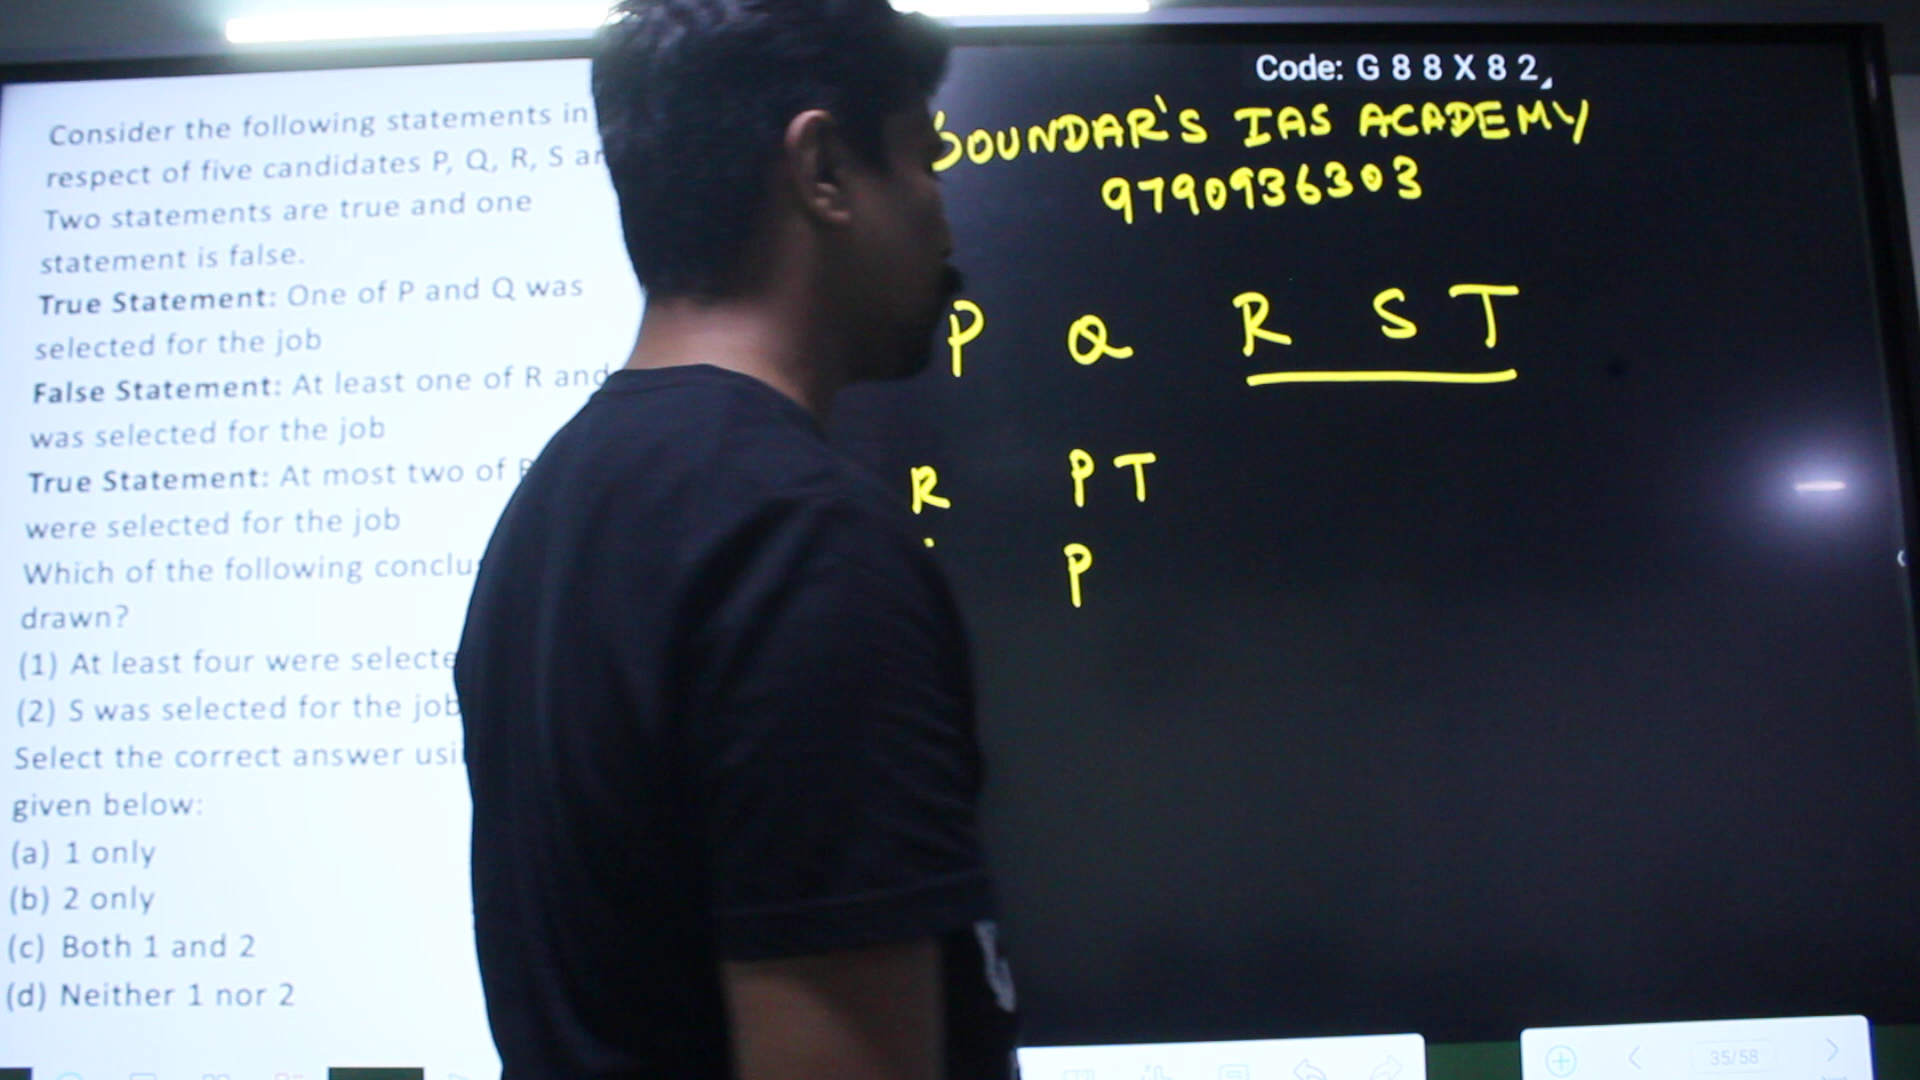 Consider the following statements in
respect of five candidates P, Q, R, S
Two statements are true and one
statement is false.
True Statement: One of P and Q was
selected for the job
False Statement: At least one of R and
was selected for the job
True Statement: At most two of
were selected for the job
Which of the following
drawn?
(1) At least four were
(2) S was selected for the job
Select the correct answer
given below:
(a) 1 only
(b) 2 only
(c) Both 1 and 2
(d) Neither 1 nor 2
Code: G 8 8 X 8 2
SOUNDAR'S IAS ACADEMY
9790936303
P Q R S T
R P T
P
35/58